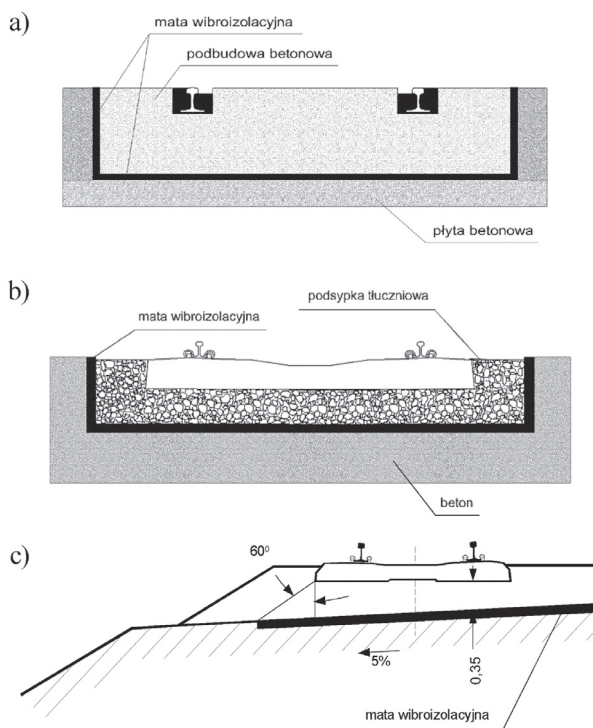 a)
mata wibroizolacyjna
podbudowa betonowa
płyta betonowa
b)
mata wibroizolacyjna
podsypka tłuczniowa
beton
c)
60⁰
5%
0,35
mata wibroizolacyjna